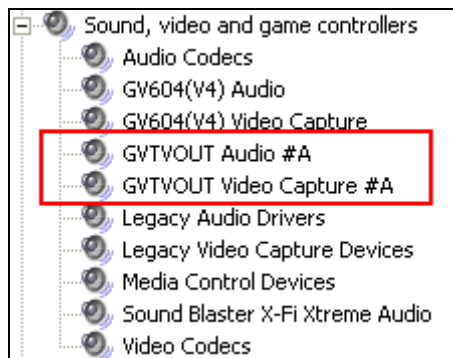 Sound, video and game controllers
Audio Codecs
GV604(V4) Audio
GV604(V4) Video Capture
GVTVOUT Audio #A
GVTVOUT Video Capture #A
Legacy Audio Drivers
Legacy Video Capture Devices
Media Control Devices
Sound Blaster X-Fi Xtreme Audio
Video Codecs